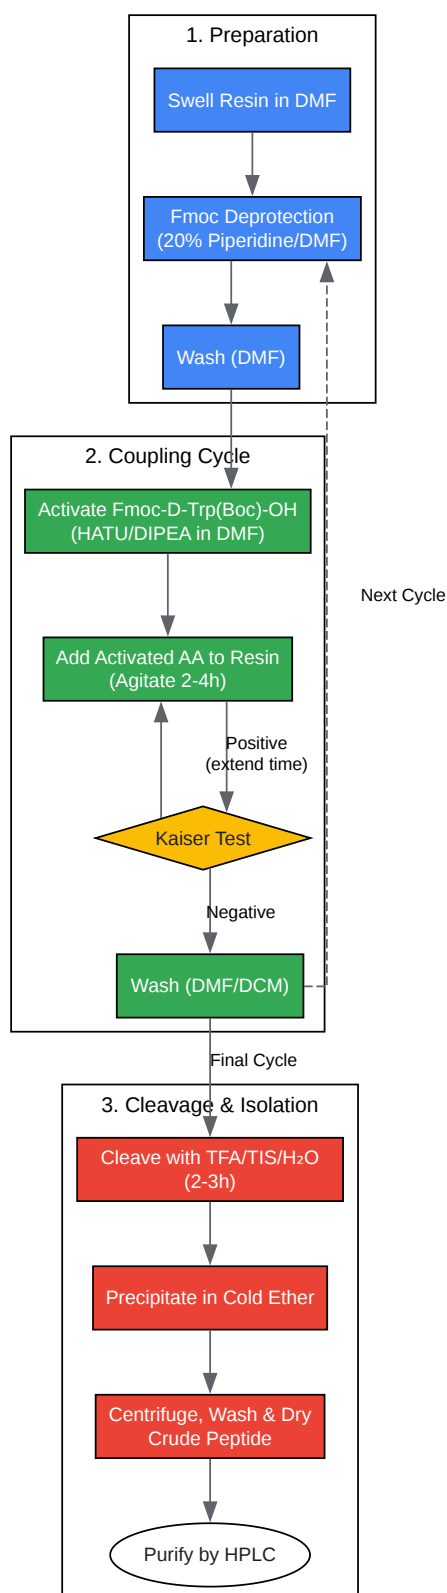 1. Preparation
Swell Resin in DMF
Fmoc Deprotection
(20% Piperidine/DMF)
Wash (DMF)
2. Coupling Cycle
Activate Fmoc-D-Trp(Boc)-OH
(HATU/DIPEA in DMF)
Next Cycle
Add Activated AA to Resin
(Agitate 2-4h)
Positive
(extend time)
Kaiser Test
Negative
Wash (DMF/DCM)
Final Cycle
3. Cleavage & Isolation
Cleave with TFA/TIS/H₂O
(2-3h)
Precipitate in Cold Ether
Centrifuge, Wash & Dry
Crude Peptide
Purify by HPLC